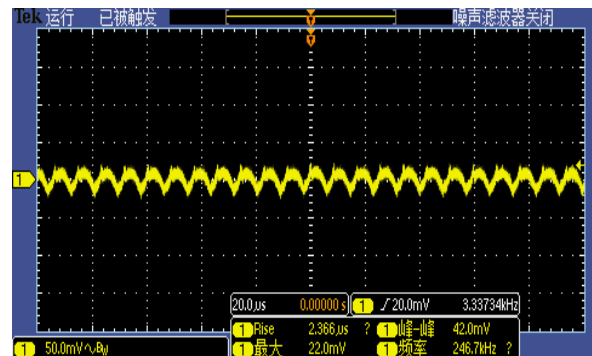 Tek 运行 已被触发 噪声滤波器关闭
1
20.0µs 0.00000 s 1 20.0mV 3.33734kHz
1 Rise 2.366µs ? 1 峰-峰 42.0mV
1 最大 22.0mV 1 频率 246.7kHz ?
1 50.0mV BW